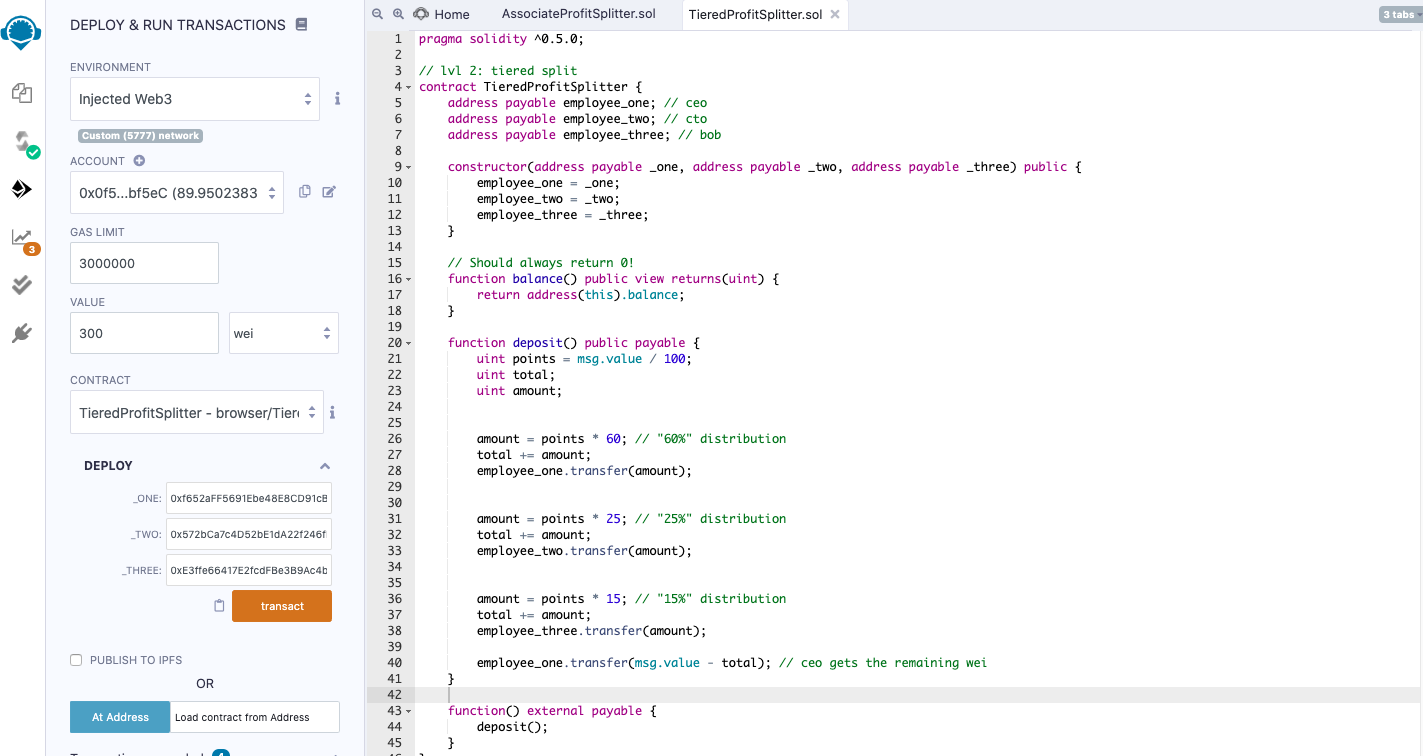 DEPLOY & RUN TRANSACTIONS
ENVIRONMENT
Injected Web3
i
Custom (5777) network
ACCOUNT
0x0f5...bf5eC (89.9502383
GAS LIMIT
3000000
3
VALUE
300
wei
CONTRACT
TieredProfitSplitter - browser/Tiere
i
DEPLOY
_ONE:
0xf652aFF5691Ebe48E8CD91cB
_TWO:
0x572bCa7c4D52bE1dA22f246f
_THREE:
0xE3ffe66417E2fcdFBe3B9Ac4b
transact
PUBLISH TO IPFS
OR
At Address
Load contract from Address
Home
AssociateProfitSplitter.sol
TieredProfitSplitter.sol
3 tabs
1 pragma solidity ^0.5.0;
2
3 // lvl 2: tiered split
4 contract TieredProfitSplitter {
5 address payable employee_one; // ceo
6 address payable employee_two; // cto
7 address payable employee_three; // bob
8
9 constructor(address payable _one, address payable _two, address payable _three) public {
10 employee_one = _one;
11 employee_two = _two;
12 employee_three = _three;
13 }
14
15 // Should always return 0!
16 function balance() public view returns(uint) {
17 return address(this).balance;
18 }
19
20 function deposit() public payable {
21 uint points = msg.value / 100;
22 uint total;
23 uint amount;
24
25
26 amount = points * 60; // "60%" distribution
27 total += amount;
28 employee_one.transfer(amount);
29
30
31 amount = points * 25; // "25%" distribution
32 total += amount;
33 employee_two.transfer(amount);
34
35
36 amount = points * 15; // "15%" distribution
37 total += amount;
38 employee_three.transfer(amount);
39
40 employee_one.transfer(msg.value - total); // ceo gets the remaining wei
41 }
42
43 function() external payable {
44 deposit();
45 }